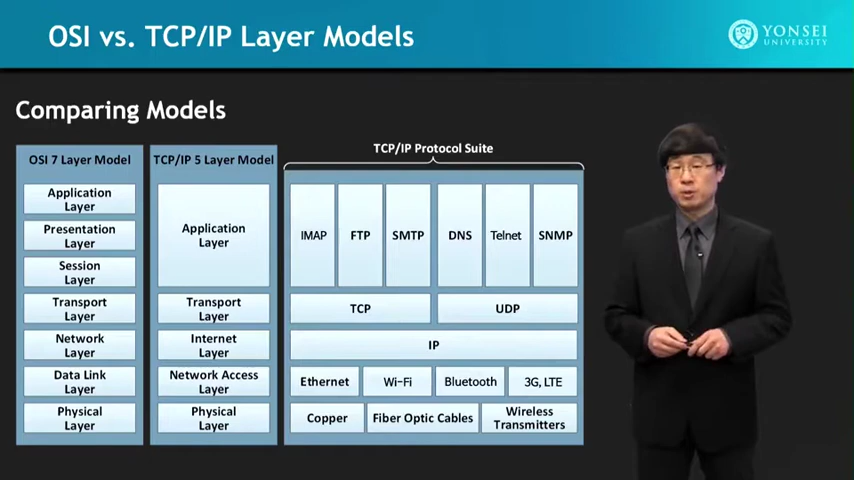 OSI vs. TCP/IP Layer Models
YONSEI
UNIVERSITY
Comparing Models
OSI 7 Layer Model
Application
Layer
Presentation
Layer
Session
Layer
Transport
Layer
Network
Layer
Data Link
Layer
Physical
Layer
TCP/IP 5 Layer Model
Application
Layer
Transport
Layer
Internet
Layer
Network Access
Layer
Physical
Layer
TCP/IP Protocol Suite
IMAP
FTP
SMTP
DNS
Telnet
SNMP
TCP
UDP
IP
Ethernet
Wi-Fi
Bluetooth
3G, LTE
Copper
Fiber Optic Cables
Wireless
Transmitters